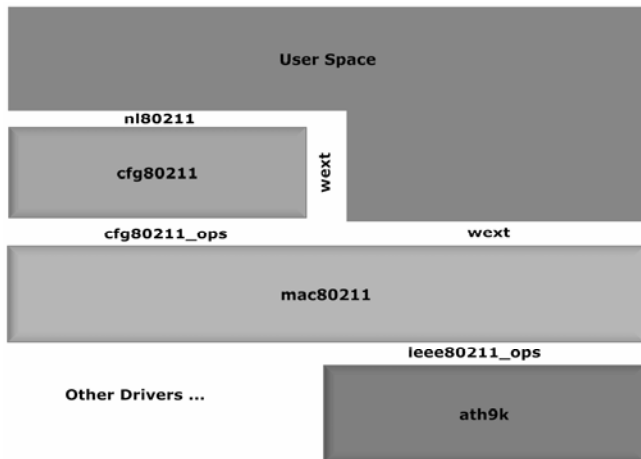 User Space
nl80211
cfg80211
wext
cfg80211_ops
wext
mac80211
ieee80211_ops
Other Drivers ...
ath9k